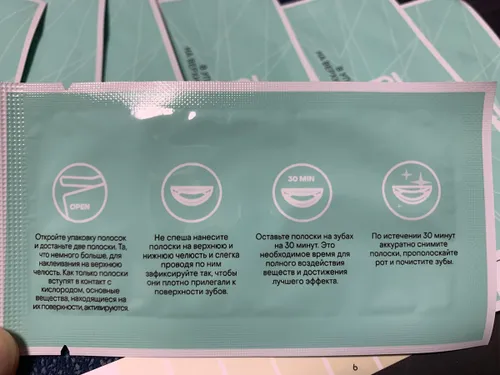 OPEN
Откройте упаковку полосок
и достаньте две полоски. Та,
что немного больше, для
наклеивания на верхнюю
челюсть. Как только полоски
вступят в контакт с
кислородом, основные
вещества, находящиеся на
их поверхности, активируются.
Не спеша нанесите
полоски на верхнюю и
нижнюю челюсть и слегка
проводя по ним
зафиксируйте так, чтобы
они плотно прилегали к
поверхности зубов.
30 MIN
Оставьте полоски на зубах
на 30 минут. Это
необходимое время для
полного воздействия
веществ и достижения
лучшего эффекта.
По истечении 30 минут
аккуратно снимите
полоски, прополоскайте
рот и почистите зубы.
6